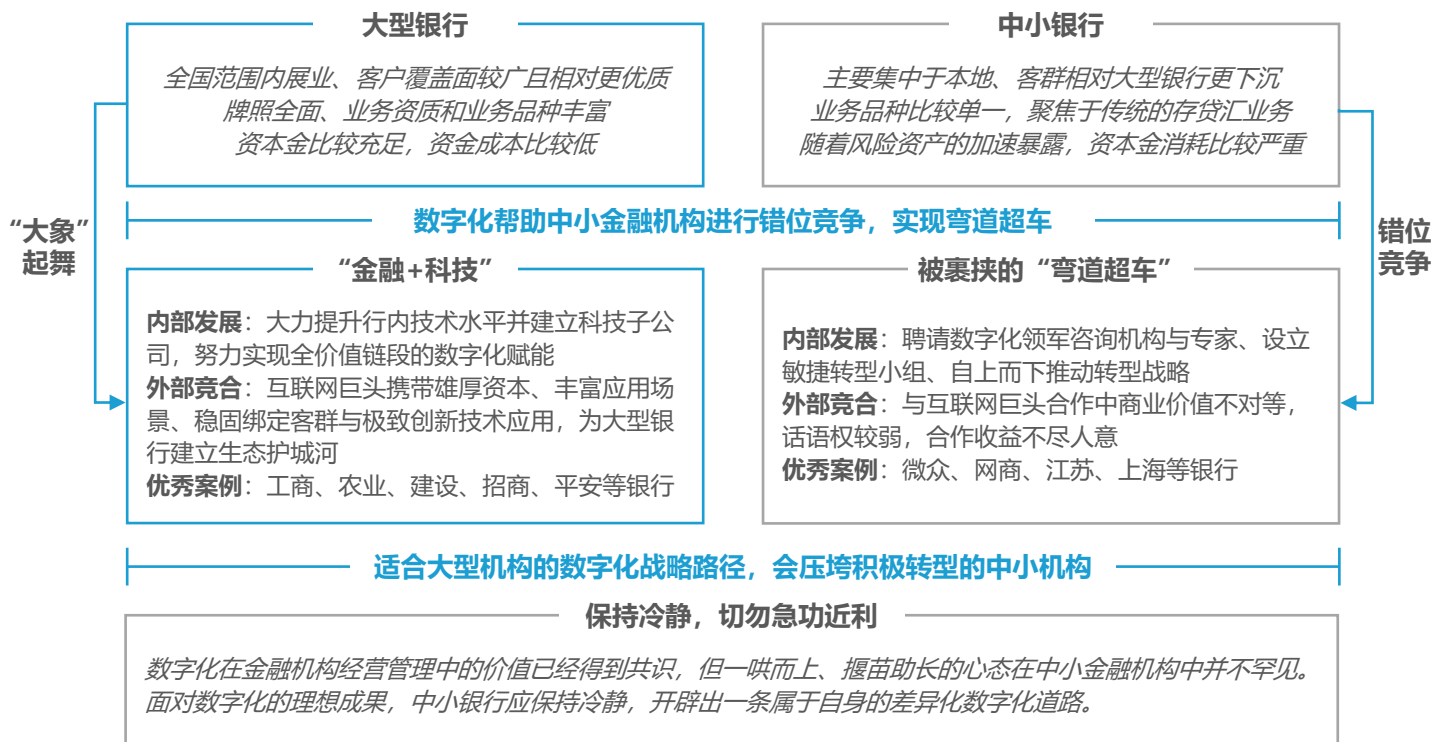 大型银行
全国范围内展业、客户覆盖面较广且相对更优质
牌照全面、业务资质和业务品种丰富
资本金比较充足，资金成本比较低
中小银行
主要集中于本地、客群相对大型银行更下沉
业务品种比较单一，聚焦于传统的存贷汇业务
随着风险资产的加速暴露，资本金消耗比较严重
“大象”
起舞
数字化帮助中小金融机构进行错位竞争，实现弯道超车
错位
竞争
“金融+科技”
内部发展：大力提升行内技术水平并建立科技子公
司，努力实现全价值链段的数字化赋能
外部竞合：互联网巨头携带雄厚资本、丰富应用场
景、稳固绑定客群与极致创新技术应用，为大型银
行建立生态护城河
优秀案例：工商、农业、建设、招商、平安等银行
被裹挟的“弯道超车”
内部发展：聘请数字化领军咨询机构与专家、设立
敏捷转型小组、自上而下推动转型战略
外部竞合：与互联网巨头合作中商业价值不对等，
话语权较弱，合作收益不尽人意
优秀案例：微众、网商、江苏、上海等银行
适合大型机构的数字化战略路径，会压垮积极转型的中小机构
保持冷静，切勿急功近利
数字化在金融机构经营管理中的价值已经得到共识，但一哄而上、揠苗助长的心态在中小金融机构中并不罕见。
面对数字化的理想成果，中小银行应保持冷静，开辟出一条属于自身的差异化数字化道路。